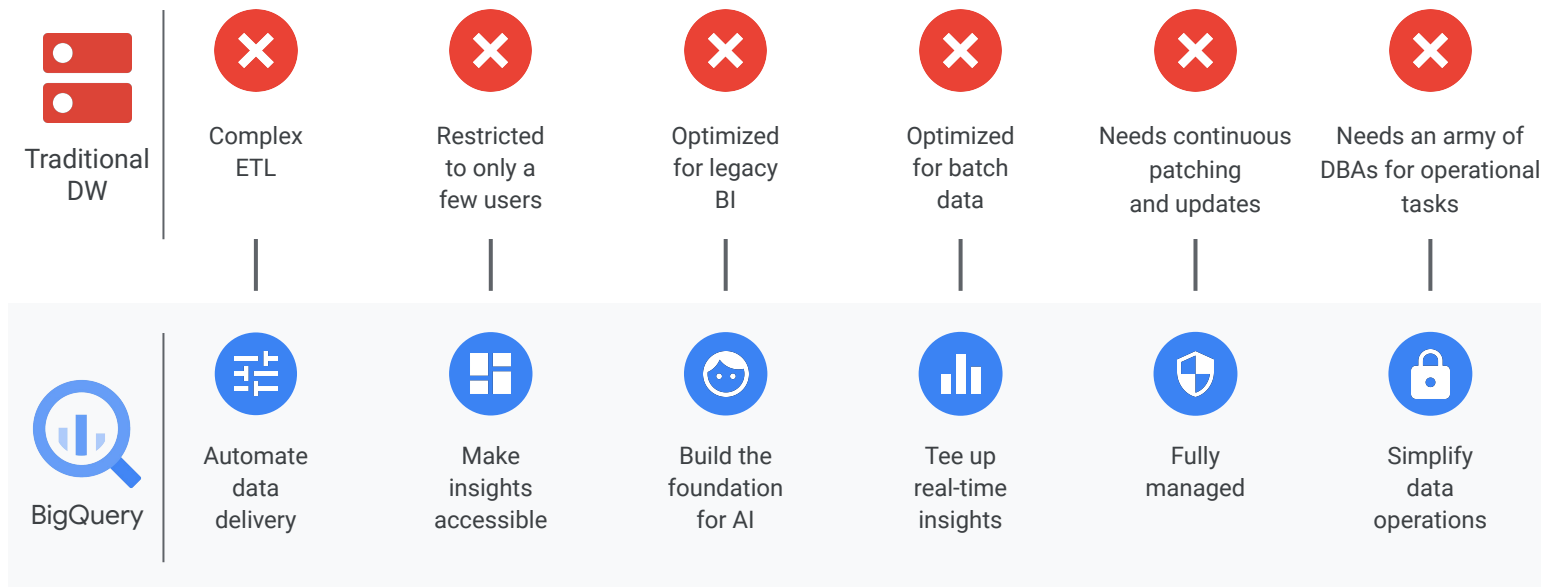 Traditional
DW
Complex
ETL
Restricted
to only a
few users
Optimized
for legacy
BI
Optimized
for batch
data
Needs continuous
patching
and updates
Needs an army of
DBAs for operational
tasks
BigQuery
Automate
data
delivery
Make
insights
accessible
Build the
foundation
for AI
Tee up
real-time
insights
Fully
managed
Simplify
data
operations